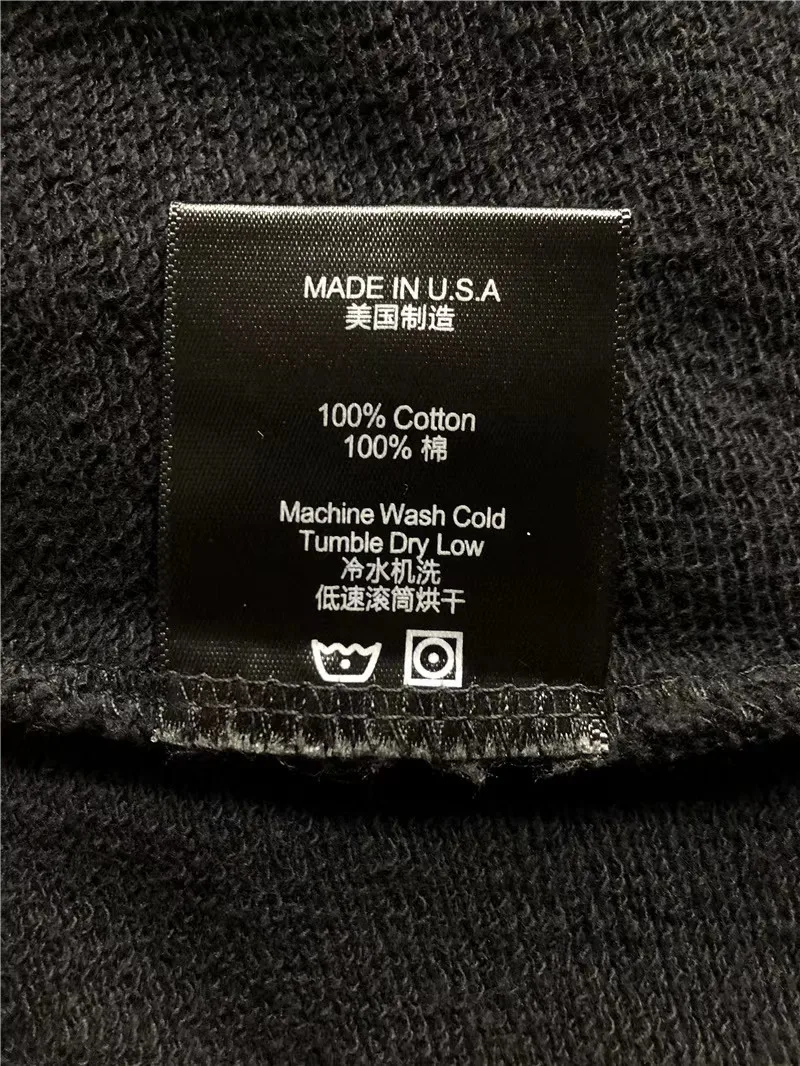 MADE IN U.S.A
美国制造
100% Cotton
100% 棉
Machine Wash Cold
Tumble Dry Low
冷水机洗
低速滚筒烘干